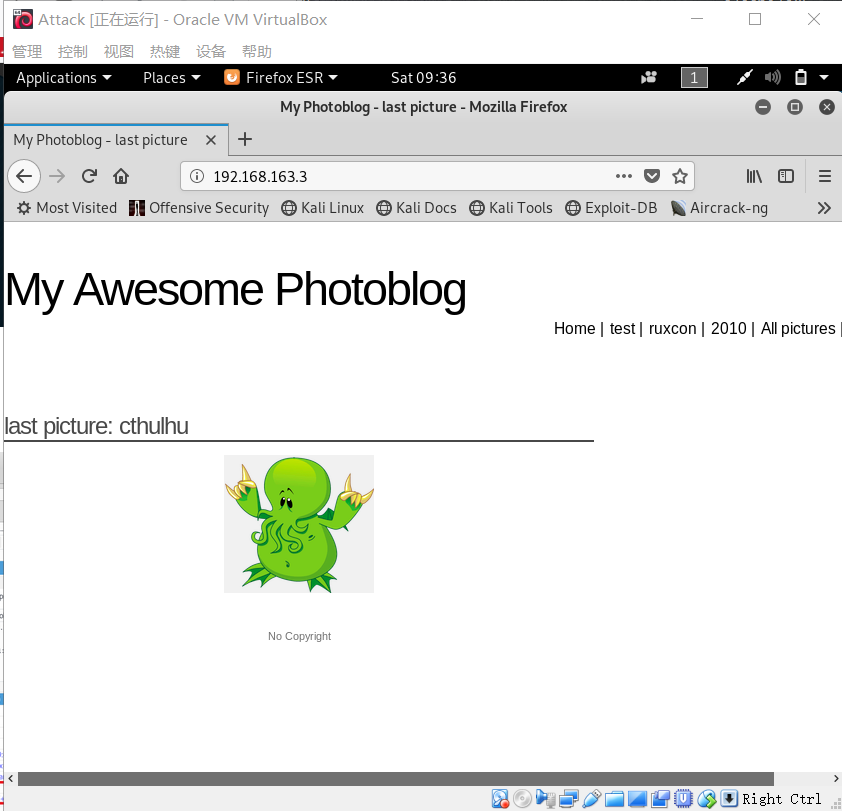 Attack [正在运行] - Oracle VM VirtualBox
管理 控制 视图 热键 设备 帮助
Applications Places Firefox ESR Sat 09:36 1
My Photoblog - last picture - Mozilla Firefox
My Photoblog - last picture
192.168.163.3
Most Visited Offensive Security Kali Linux Kali Docs Kali Tools Exploit-DB Aircrack-ng
My Awesome Photoblog
Home | test | ruxcon | 2010 | All pictures |
last picture: cthulhu
No Copyright
Right Ctrl